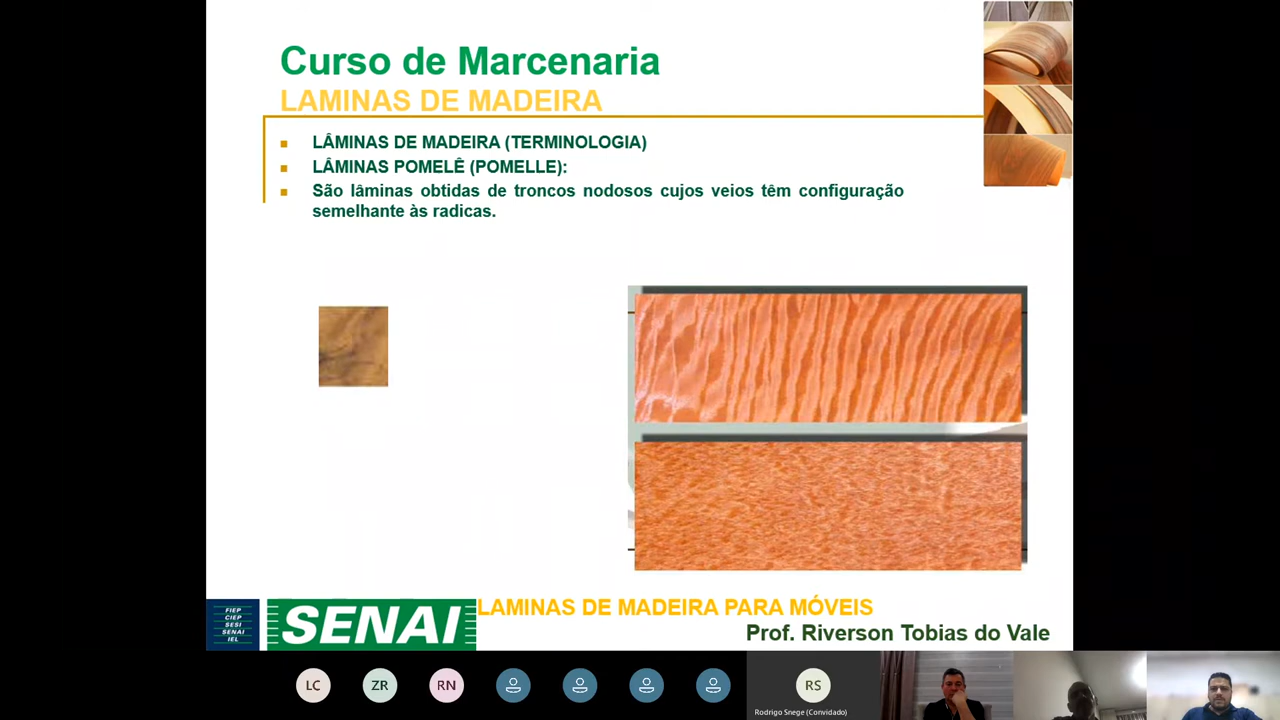 Curso de Marcenaria
LAMINAS DE MADEIRA
LÂMINAS DE MADEIRA (TERMINOLOGIA)
LÂMINAS POMELÊ (POMELLE):
São lâminas obtidas de troncos nodosos cujos veios têm configuração
semelhante às radicas.
FIEP
CIEP
SESI
SENAI
IEL
SENAI
LAMINAS DE MADEIRA PARA MÓVEIS
Prof. Riverson Tobias do Vale
LC
ZR
RN
RS
Rodrigo Snege (Convidado)